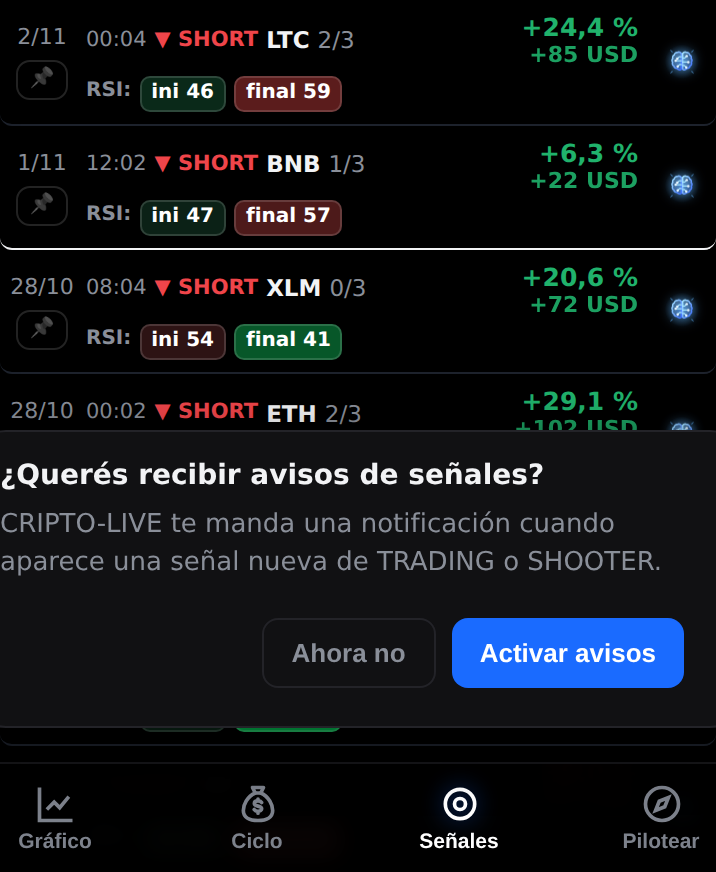 2/11 00:04 ▼ SHORT LTC 2/3 +24,4 %
+85 USD
RSI: ini 46 final 59
1/11 12:02 ▼ SHORT BNB 1/3 +6,3 %
+22 USD
RSI: ini 47 final 57
28/10 08:04 ▼ SHORT XLM 0/3 +20,6 %
+72 USD
RSI: ini 54 final 41
28/10 00:02 ▼ SHORT ETH 2/3 +29,1 %
+102 USD
¿Querés recibir avisos de señales?
CRIPTO-LIVE te manda una notificación cuando
aparece una señal nueva de TRADING o SHOOTER.
Ahora no Activar avisos
Gráfico Ciclo Señales Pilotear